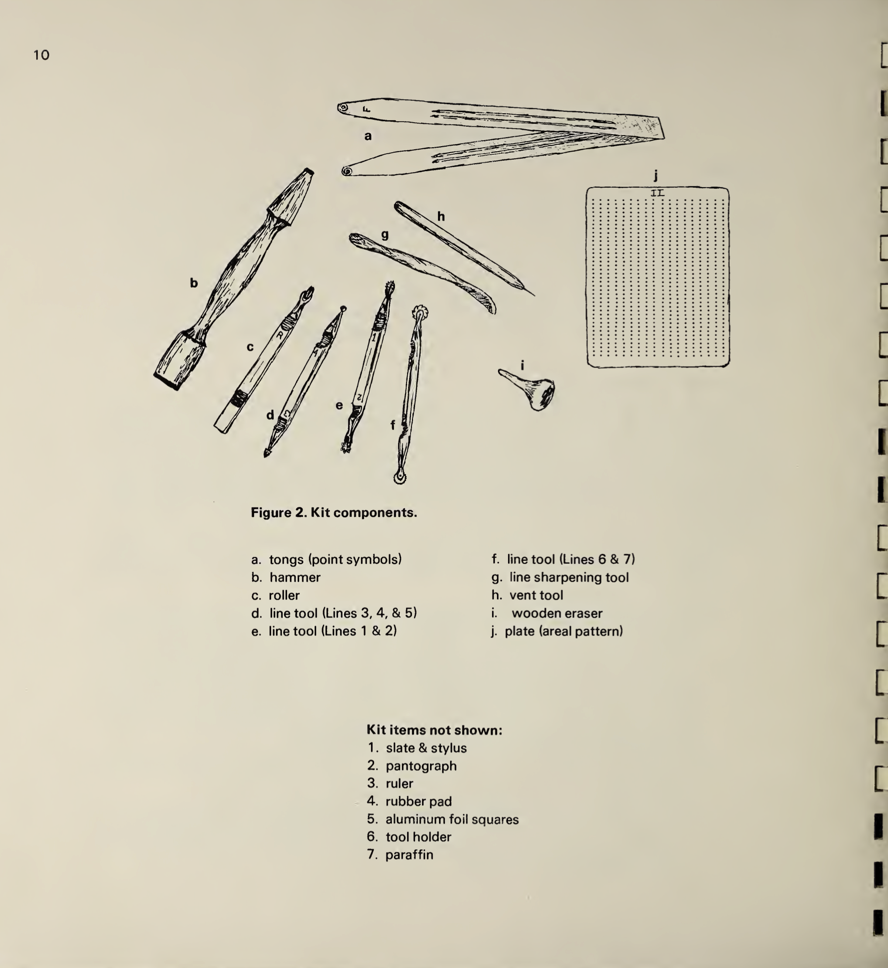 10
F
a
j
II
h
g
b
i
c
R
d
e
1
2
f
Figure 2. Kit components.
a. tongs (point symbols)
b. hammer
c. roller
d. line tool (Lines 3, 4, & 5)
e. line tool (Lines 1 & 2)
f. line tool (Lines 6 & 7)
g. line sharpening tool
h. vent tool
i. wooden eraser
j. plate (areal pattern)
Kit items not shown:
1. slate & stylus
2. pantograph
3. ruler
4. rubber pad
5. aluminum foil squares
6. tool holder
7. paraffin